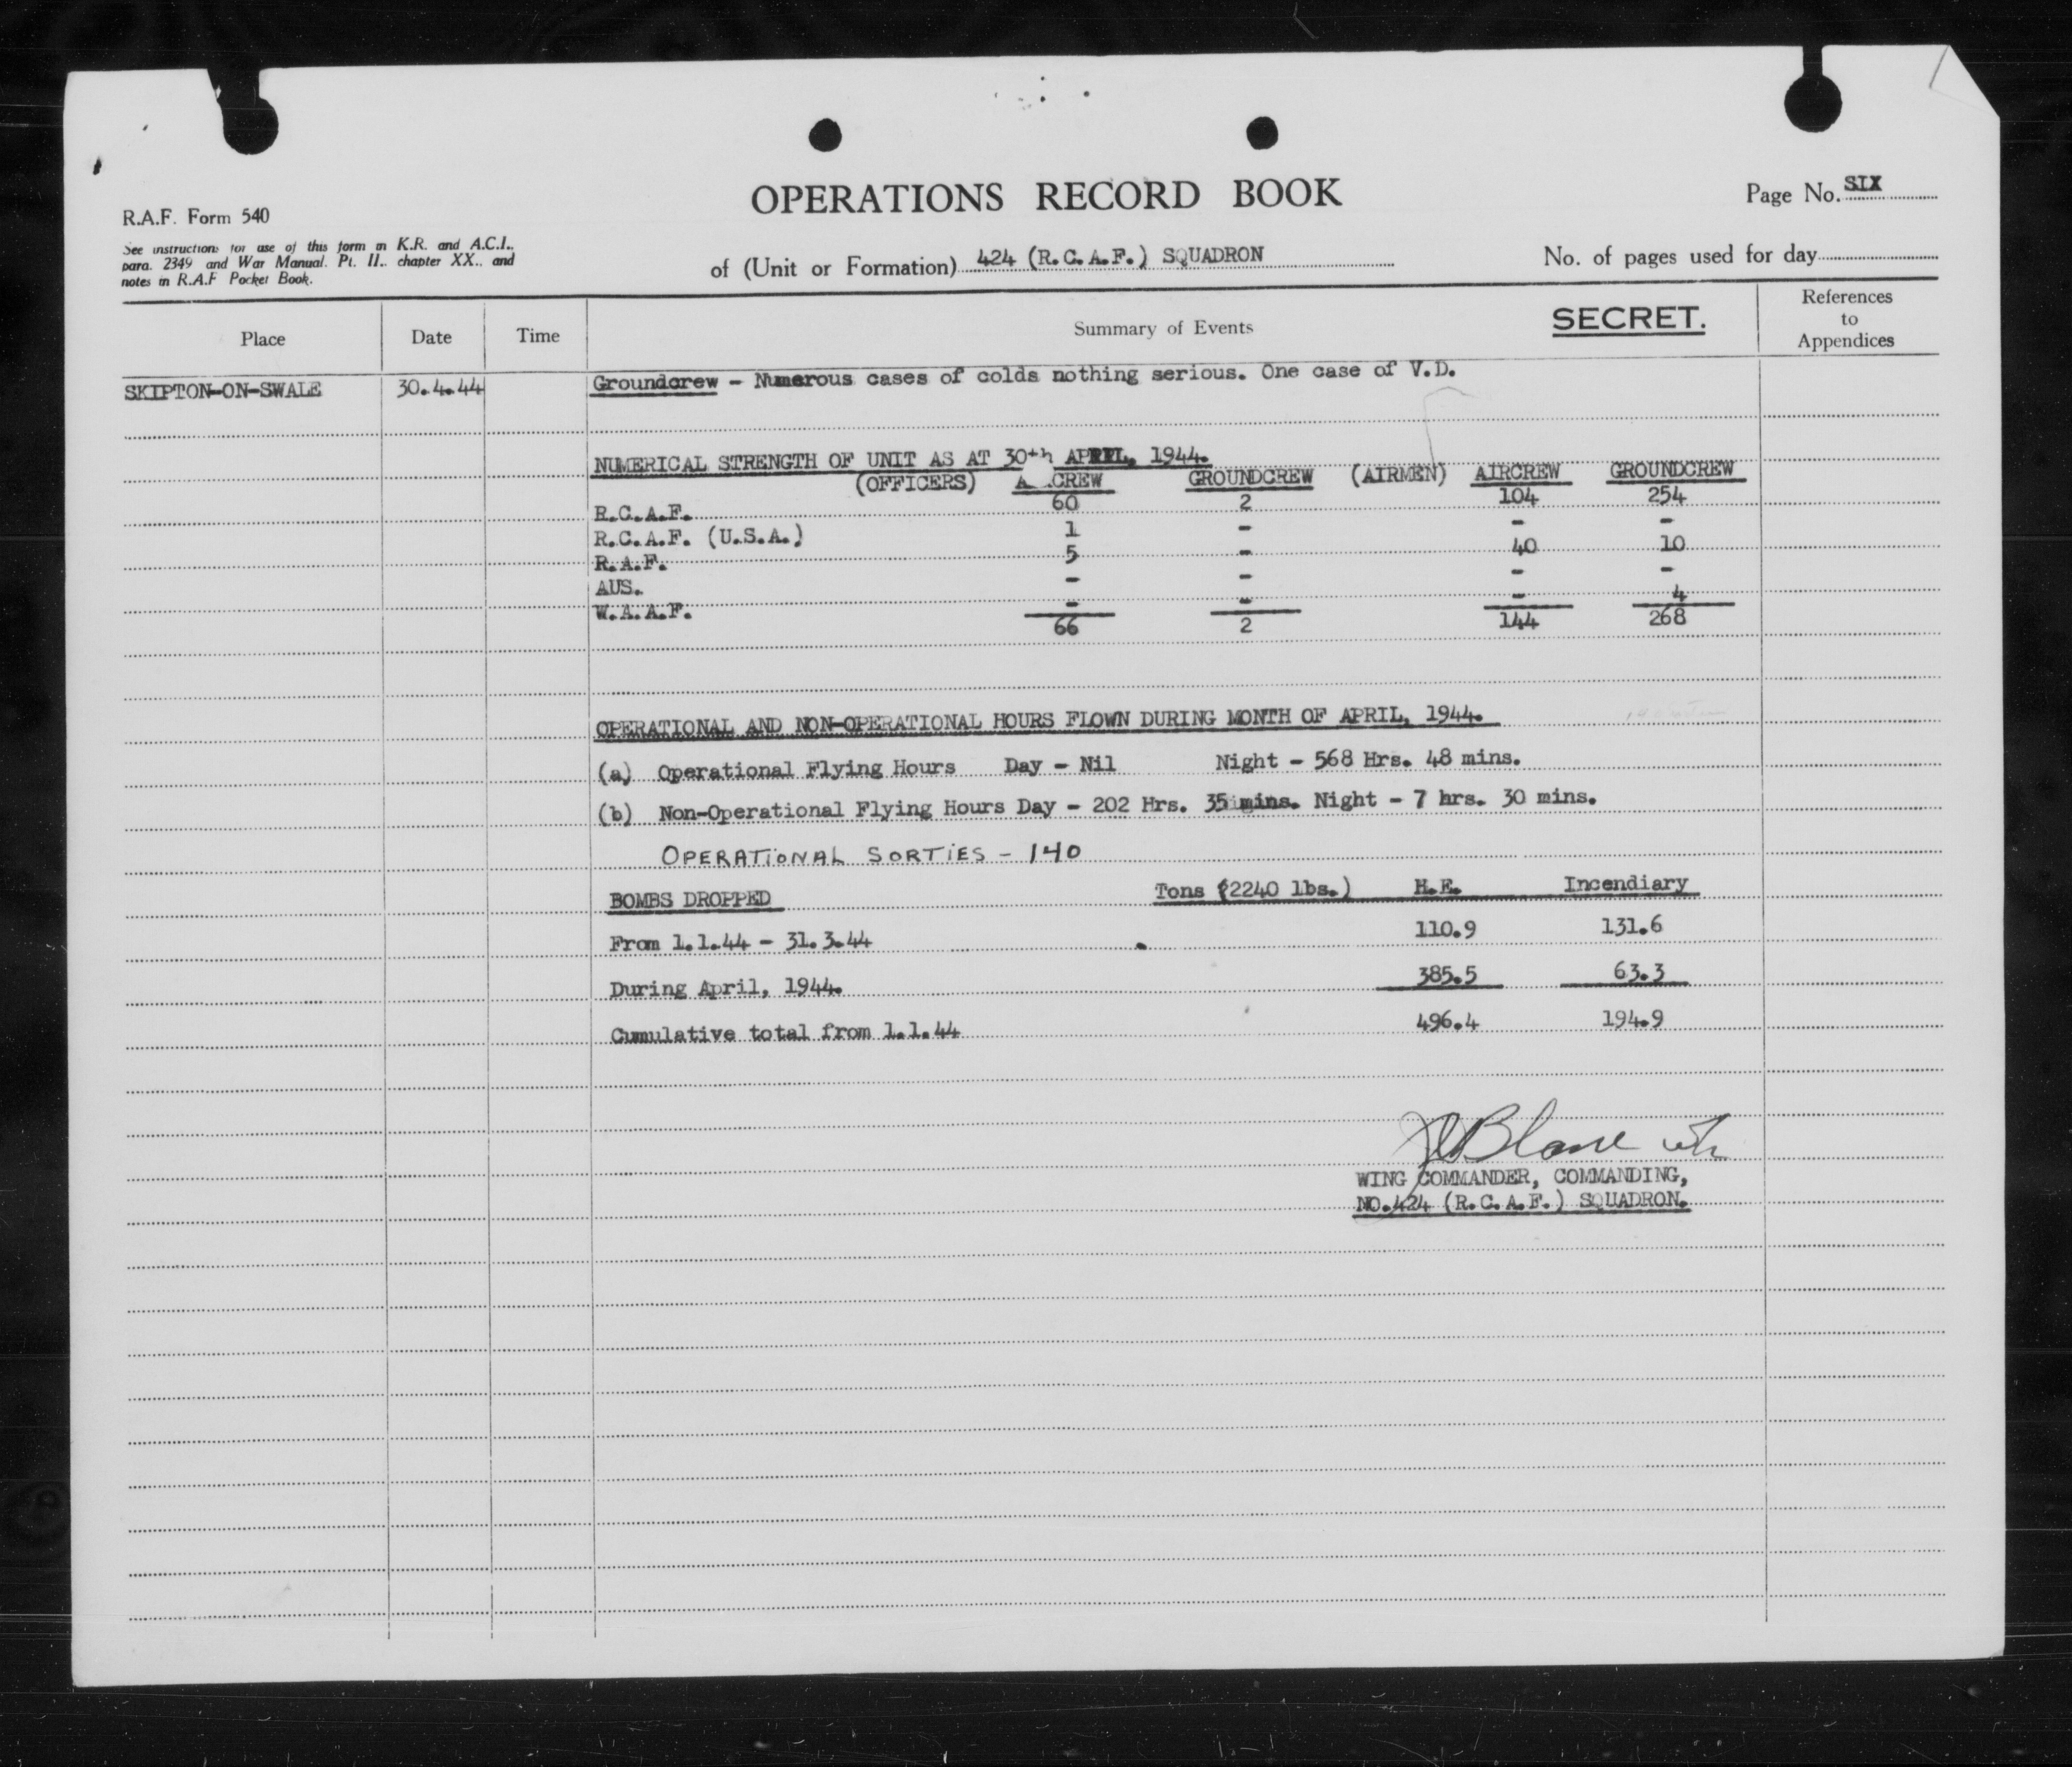 OPERATIONS RECORD BOOK
Page No. SIX
R.A.F. Form 540
See instructions for use of this form in K.R. and A.C.I.,
para. 2349 and War Manual. Pt. II., chapter XX., and
notes in R.A.F Pocket Book.
of (Unit or Formation) 424 (R.C.A.F.) SQUADRON
No. of pages used for day
Place Date Time Summary of Events SECRET. References to Appendices
SKIPTON-ON-SWALE 30.4.44 Groundcrew - Numerous cases of colds nothing serious. One case of V.D.
NUMERICAL STRENGTH OF UNIT AS AT 30th APRIL, 1944.
(OFFICERS) A CREW GROUNDCREW (AIRMEN) AIRCREW GROUNDCREW
R.C.A.F. 60 2 104 254
R.C.A.F. (U.S.A.) 1 - - -
R.A.F. 5 - 40 10
AUS. - - - -
W.A.A.F. - - - 4
66 2 144 268
OPERATIONAL AND NON-OPERATIONAL HOURS FLOWN DURING MONTH OF APRIL, 1944.
(a) Operational Flying Hours Day - Nil Night - 568 Hrs. 48 mins.
(b) Non-Operational Flying Hours Day - 202 Hrs. 35 mins. Night - 7 hrs. 30 mins.
OPERATIONAL SORTIES - 140
BOMBS DROPPED Tons (2240 lbs.) H.E. Incendiary
From 1.1.44 - 31.3.44 110.9 131.6
During April, 1944. 385.5 63.3
Cumulative total from 1.1.44 496.4 194.9
Blane
WING COMMANDER, COMMANDING,
NO.424 (R.C.A.F.) SQUADRON.